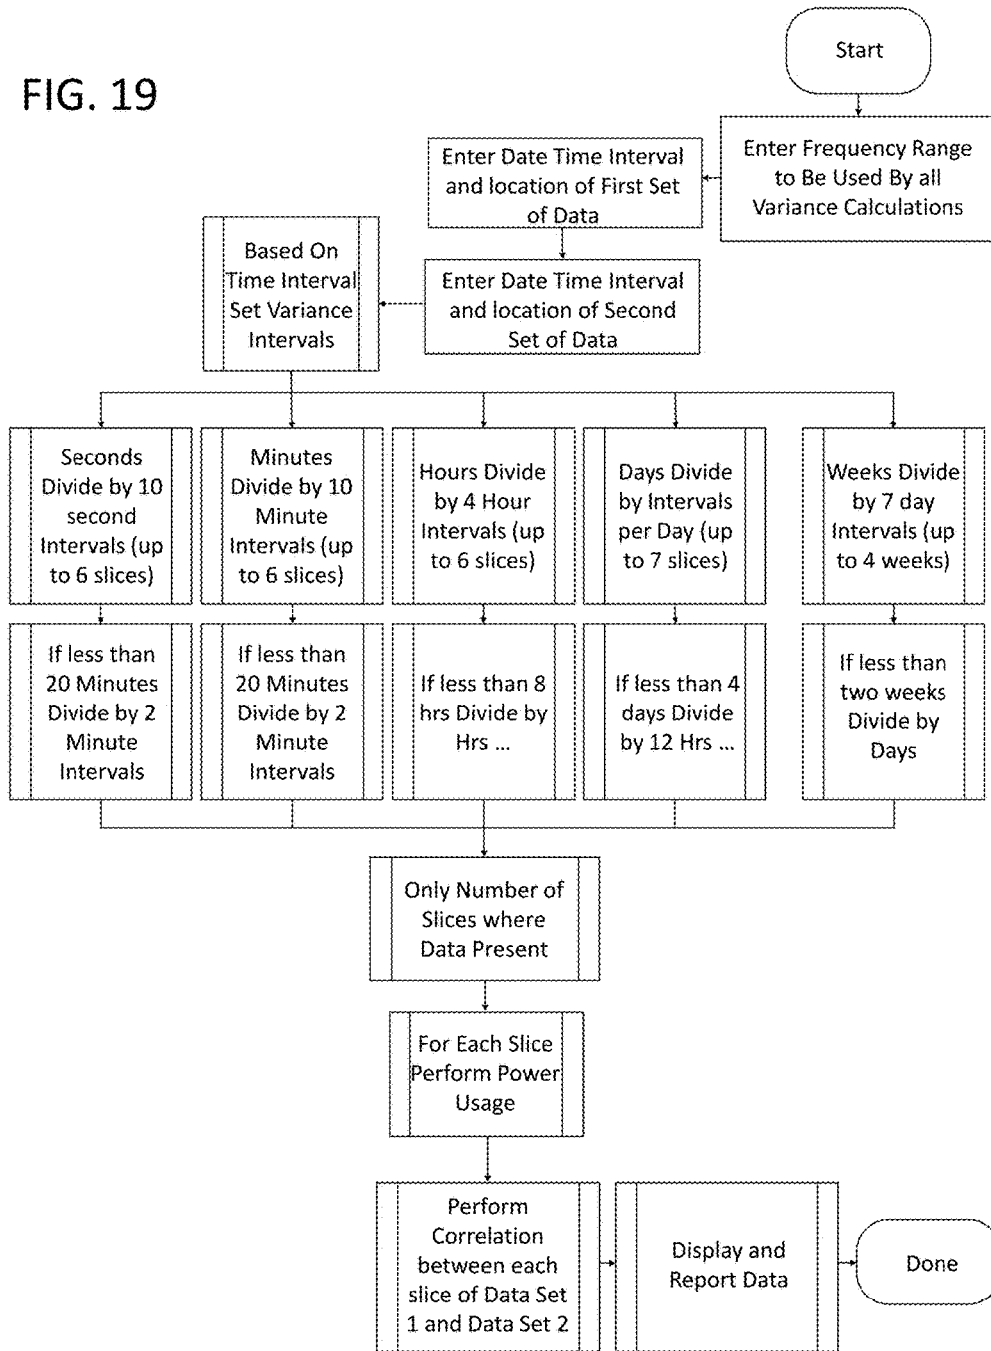 FIG. 19
Start
Enter Frequency Range
to Be Used By all
Variance Calculations
Enter Date Time Interval
and location of First Set
of Data
Enter Date Time Interval
and location of Second
Set of Data
Based On
Time Interval
Set Variance
Intervals
Seconds
Divide by 10
second
Intervals (up
to 6 slices)
Minutes
Divide by 10
Minute
Intervals (up
to 6 slices)
Hours Divide
by 4 Hour
Intervals (up
to 6 slices)
Days Divide
by Intervals
per Day (up
to 7 slices)
Weeks Divide
by 7 day
Intervals (up
to 4 weeks)
If less than
20 Minutes
Divide by 2
Minute
Intervals
If less than
20 Minutes
Divide by 2
Minute
Intervals
If less than 8
hrs Divide by
Hrs ...
If less than 4
days Divide
by 12 Hrs ...
If less than
two weeks
Divide by
Days
Only Number of
Slices where
Data Present
For Each Slice
Perform Power
Usage
Perform
Correlation
between each
slice of Data Set
1 and Data Set 2
Display and
Report Data
Done